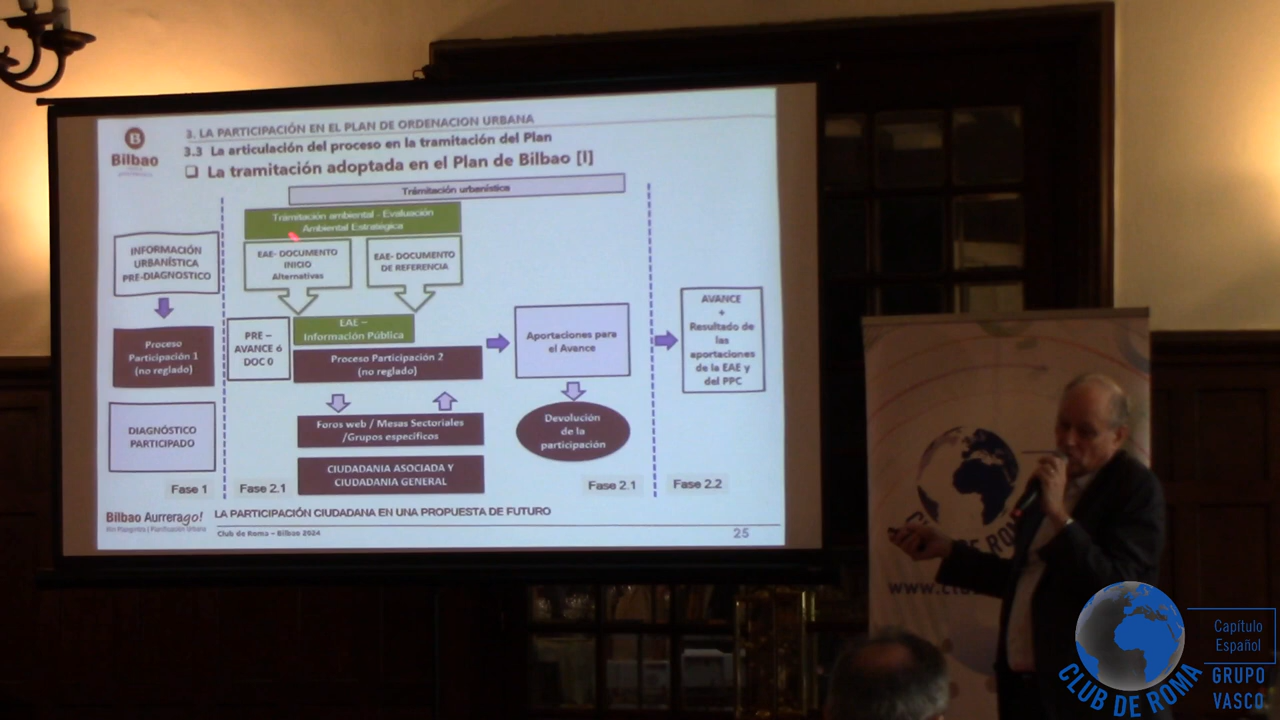 Bilbao
3. LA PARTICIPACIÓN EN EL PLAN DE ORDENACION URBANA
3.3 La articulación del proceso en la tramitación del Plan
La tramitación adoptada en el Plan de Bilbao [I]
Trámitación urbanística
Trámitación ambiental - Evaluación
Ambiental Estratégica
INFORMACIÓN
URBANÍSTICA
PRE-DIAGNOSTICO
EAE- DOCUMENTO
INICIO
Alternativas
EAE- DOCUMENTO
DE REFERENCIA
Proceso
Participación 1
(no reglado)
PRE –
AVANCE ó
DOC 0
EAE –
Información Pública
Proceso Participación 2
(no reglado)
Aportaciones para
el Avance
AVANCE
+
Resultado de
las
aportaciones
de la EAE y
del PPC
DIAGNÓSTICO
PARTICIPADO
Foros web / Mesas Sectoriales
/Grupos específicos
Devolución
de la
participación
CIUDADANIA ASOCIADA Y
CIUDADANIA GENERAL
Fase 1
Fase 2.1
Fase 2.1
Fase 2.2
Bilbao Aurrerago!
LA PARTICIPACIÓN CIUDADANA EN UNA PROPUESTA DE FUTURO
Club de Roma – Bilbao 2024
25
DE RO
www.
CLUB DE ROMA
Capítulo
Español
GRUPO
VASCO